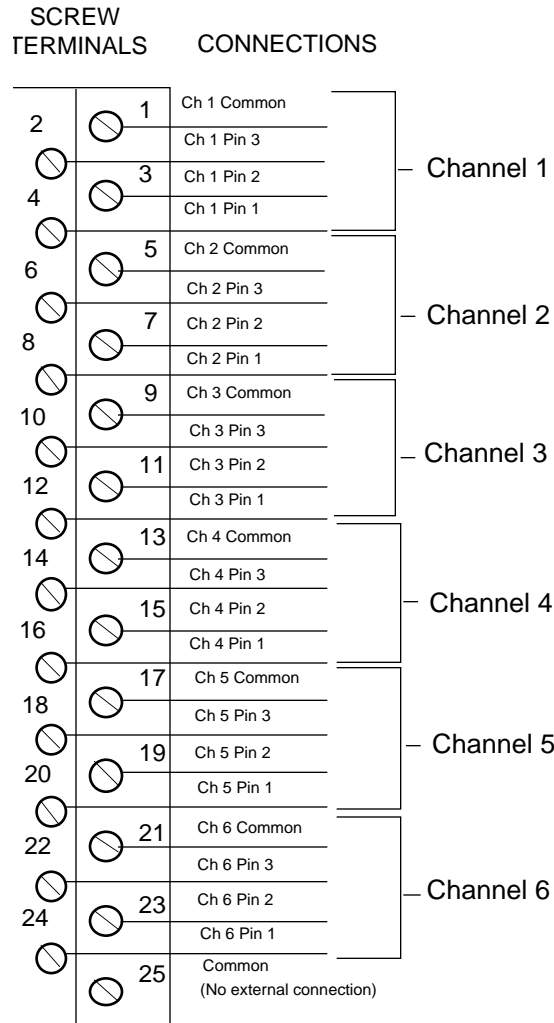 SCREW
TERMINALS
CONNECTIONS
1 Ch 1 Common
2
Ch 1 Pin 3
3 Ch 1 Pin 2
Channel 1
4
Ch 1 Pin 1
5 Ch 2 Common
6
Ch 2 Pin 3
7 Ch 2 Pin 2
Channel 2
8
Ch 2 Pin 1
9 Ch 3 Common
10
Ch 3 Pin 3
11 Ch 3 Pin 2
Channel 3
12
Ch 3 Pin 1
13 Ch 4 Common
14
Ch 4 Pin 3
15 Ch 4 Pin 2
Channel 4
16
Ch 4 Pin 1
17 Ch 5 Common
18
Ch 5 Pin 3
19 Ch 5 Pin 2
Channel 5
20
Ch 5 Pin 1
21 Ch 6 Common
22
Ch 6 Pin 3
23 Ch 6 Pin 2
Channel 6
24
Ch 6 Pin 1
25 Common
(No external connection)